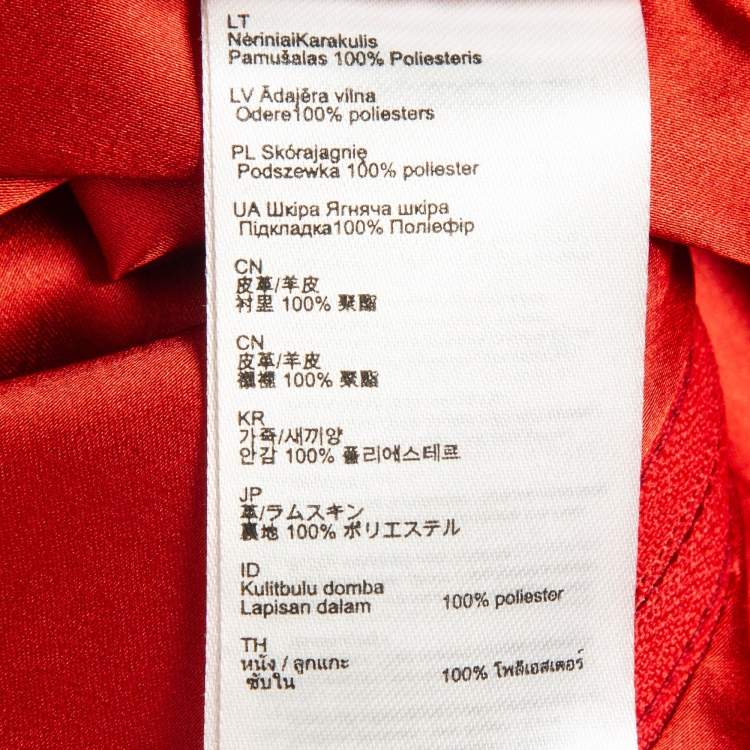 LT
NėriniaiKarakulis
Pamušalas 100% Poliesteris
LV Ādajēra vilna
Odere100% poliesters
PL Skórajagnię
Podszewka 100% poliester
UA Шкіра Ягняча шкіра
Підкладка100% Поліефір
CN
皮革/羊皮
衬里 100% 聚酯
CN
皮革/羊皮
襯裡 100% 聚酯
KR
가죽/새끼양
안감 100% 폴리에스테르
JP
革/ラムスキン
裏地 100% ポリエステル
ID
Kulitbulu domba
Lapisan dalam 100% poliester
TH
หนัง / ลูกแกะ
ซับใน 100% โพลีเอสเตอร์